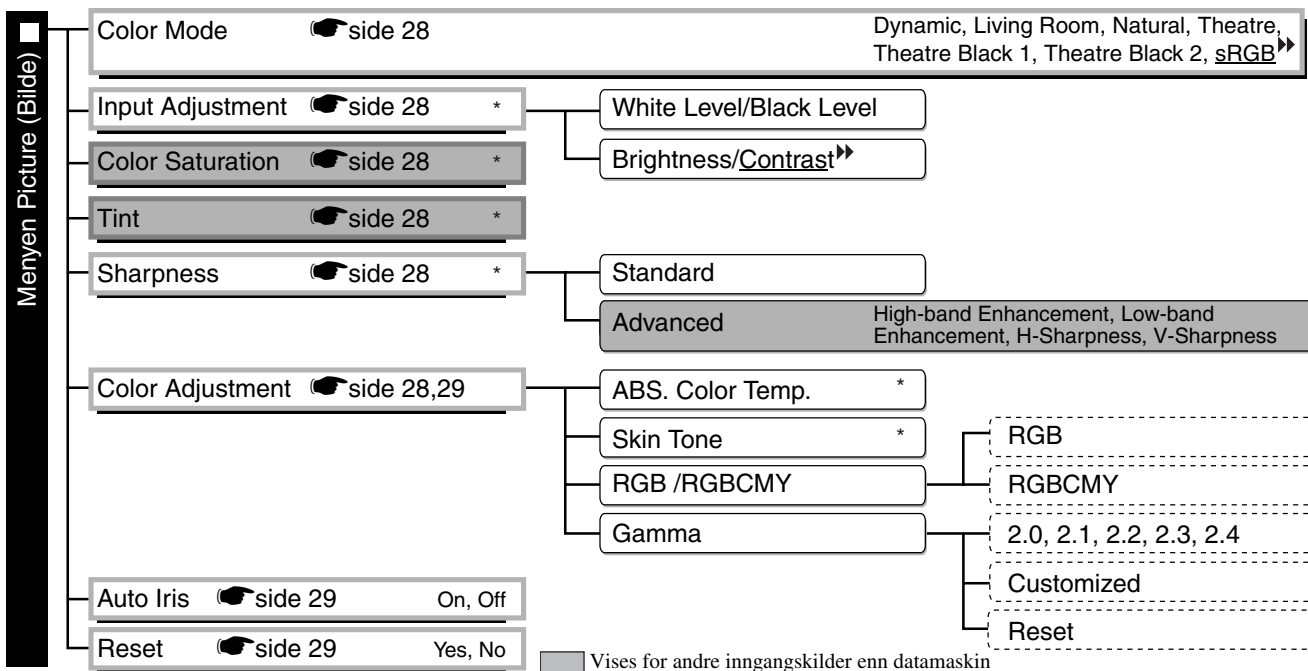 Menyen Picture (Bilde)
Color Mode ☛side 28 Dynamic, Living Room, Natural, Theatre,
Theatre Black 1, Theatre Black 2, sRGB
Input Adjustment ☛side 28 *
White Level/Black Level
Brightness/Contrast
Color Saturation ☛side 28 *
Tint ☛side 28 *
Sharpness ☛side 28 *
Standard
Advanced High-band Enhancement, Low-band
Enhancement, H-Sharpness, V-Sharpness
Color Adjustment ☛side 28,29
ABS. Color Temp. *
Skin Tone *
RGB /RGBCMY
RGB
RGBCMY
Gamma
2.0, 2.1, 2.2, 2.3, 2.4
Customized
Reset
Auto Iris ☛side 29 On, Off
Reset ☛side 29 Yes, No
Vises for andre inngangskilder enn datamaskin